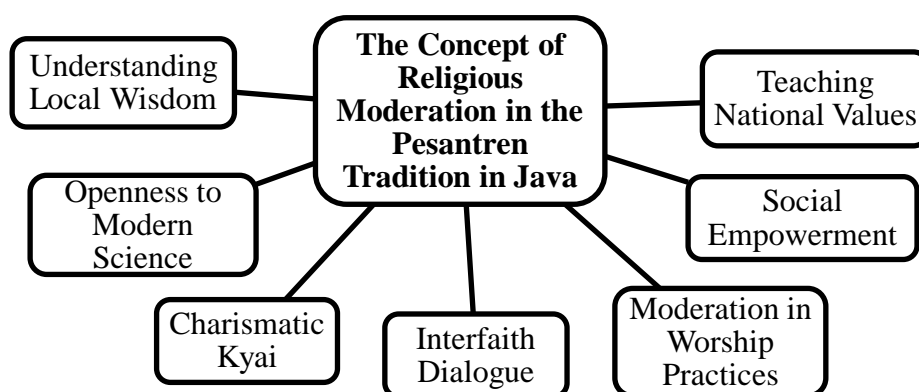 The Concept of
Religious
Moderation in the
Pesantren
Tradition in Java
Understanding
Local Wisdom
Teaching
National Values
Openness to
Modern
Science
Social
Empowerment
Charismatic
Kyai
Interfaith
Dialogue
Moderation in
Worship
Practices